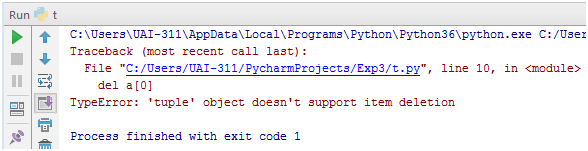 Run t
C:\Users\UAI-311\AppData\Local\Programs\Python\Python36\python.exe C:/User
Traceback (most recent call last):
File "C:/Users/UAI-311/PycharmProjects/Exp3/t.py", line 10, in <module>
del a[0]
TypeError: 'tuple' object doesn't support item deletion
Process finished with exit code 1